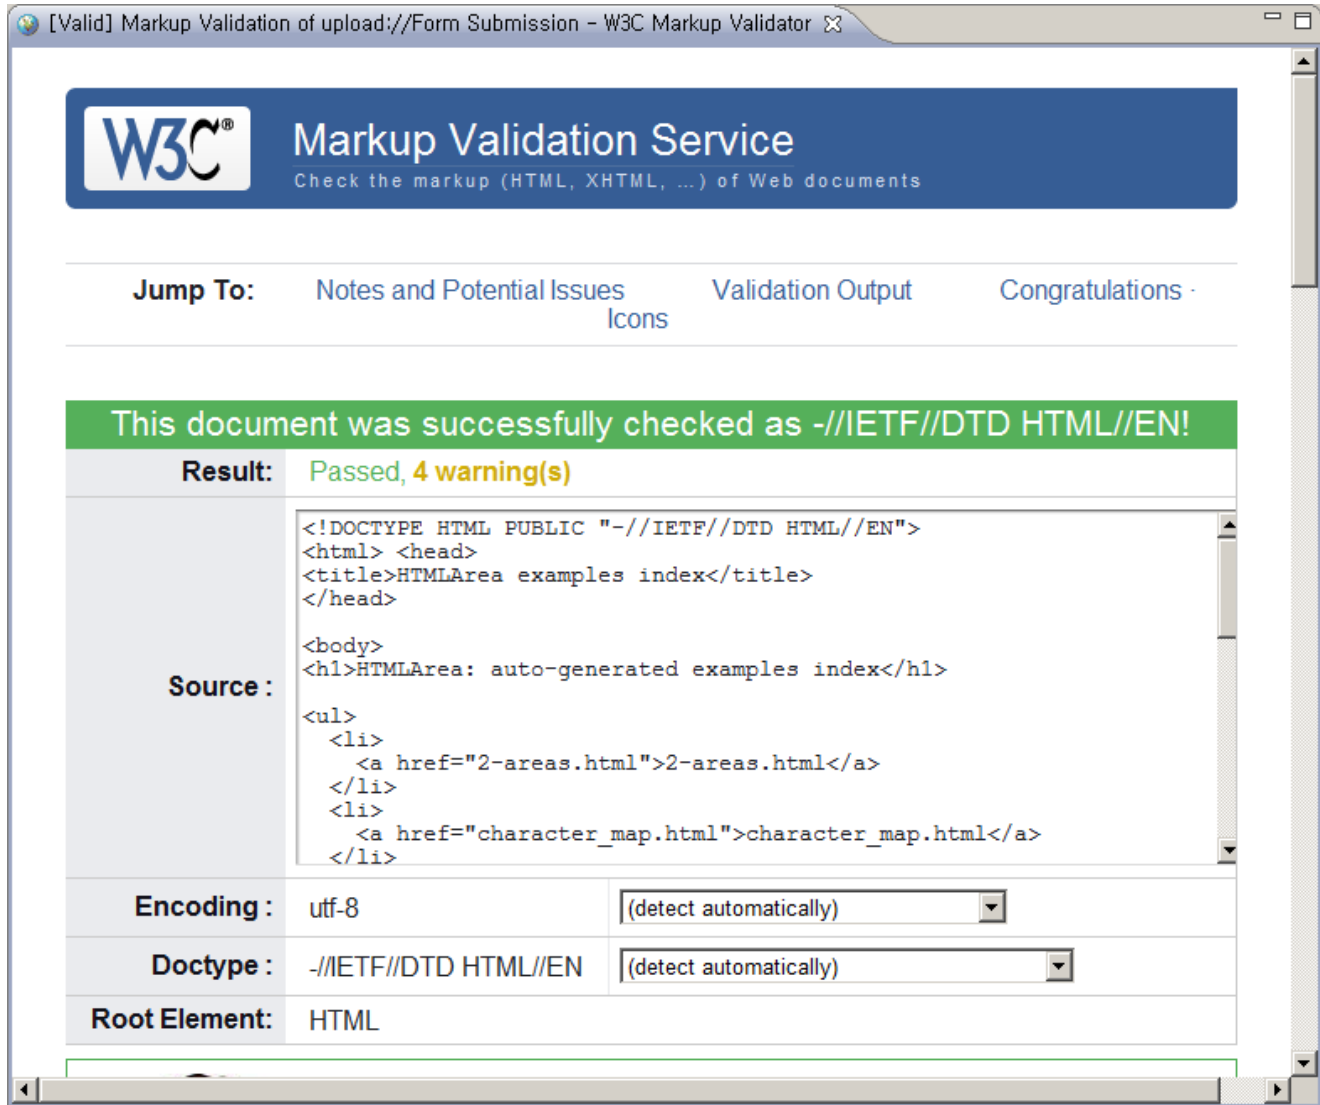 [Valid] Markup Validation of upload://Form Submission - W3C Markup Validator
W3C®
Markup Validation Service
Check the markup (HTML, XHTML, …) of Web documents
Jump To: Notes and Potential Issues Validation Output Congratulations ·
Icons
This document was successfully checked as -//IETF//DTD HTML//EN!
Result: Passed, 4 warning(s)
Source :
<!DOCTYPE HTML PUBLIC "-//IETF//DTD HTML//EN">
<html> <head>
<title>HTMLArea examples index</title>
</head>
<body>
<h1>HTMLArea: auto-generated examples index</h1>
<ul>
<li>
<a href="2-areas.html">2-areas.html</a>
</li>
<li>
<a href="character_map.html">character_map.html</a>
</li>
Encoding : utf-8 (detect automatically)
Doctype : -//IETF//DTD HTML//EN (detect automatically)
Root Element: HTML